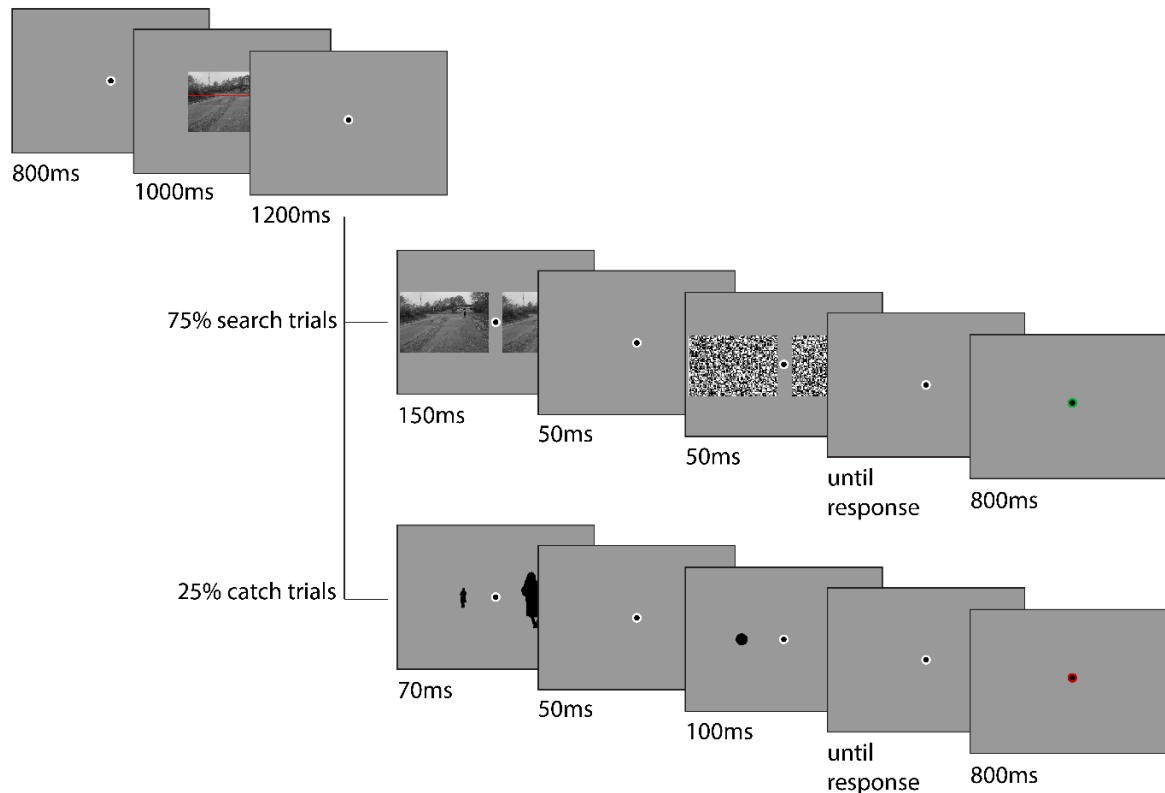 800ms
1000ms
1200ms
75% search trials
150ms
50ms
50ms
until
response
800ms
25% catch trials
70ms
50ms
100ms
until
response
800ms